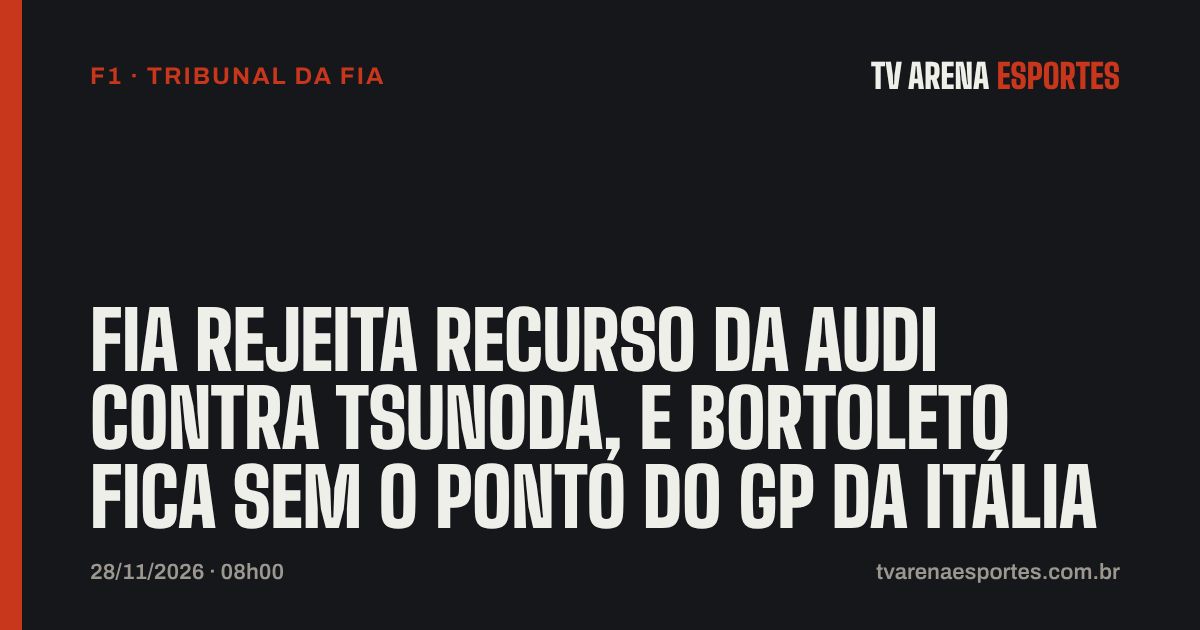 F1 · TRIBUNAL DA FIA
TV ARENA ESPORTES
FIA REJEITA RECURSO DA AUDI
CONTRA TSUNODA, E BORTOLETO
FICA SEM O PONTO DO GP DA ITÁLIA
28/11/2026 · 08h00
tvarenaesportes.com.br